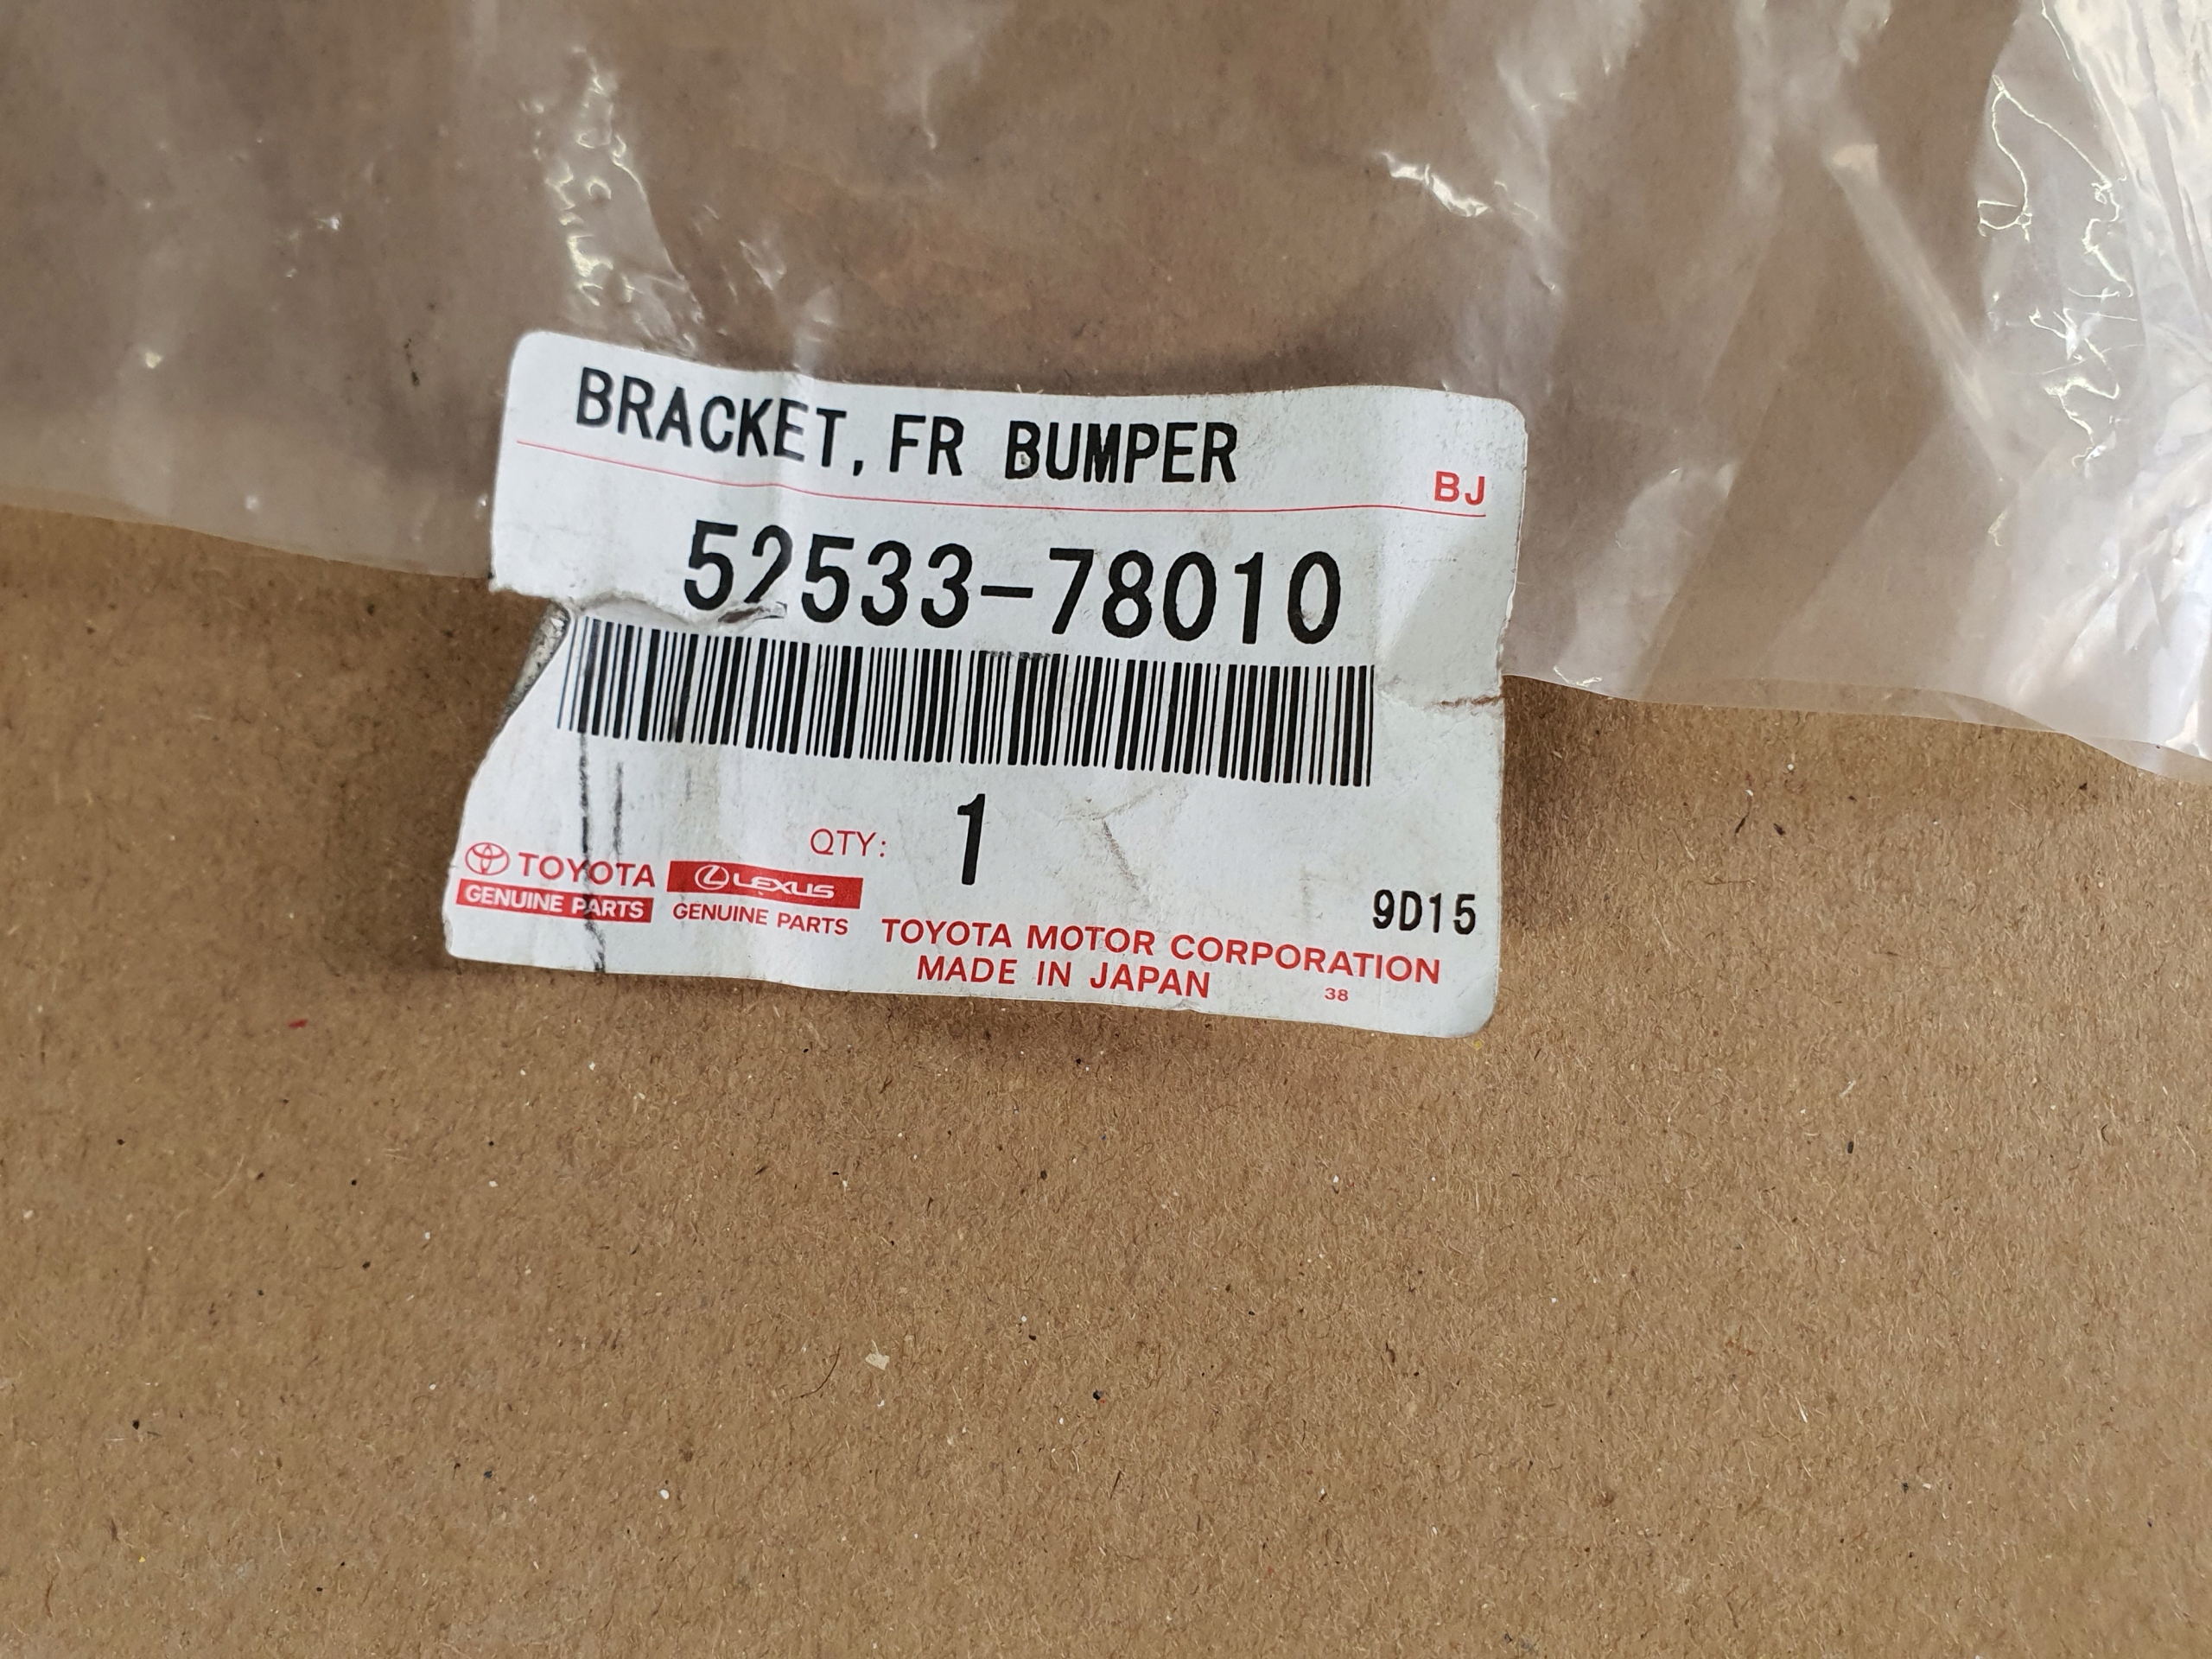 BRACKET, FR BUMPER
BJ
52533-78010
QTY: 1
TOYOTA
GENUINE PARTS
LEXUS
GENUINE PARTS
9D15
TOYOTA MOTOR CORPORATION
MADE IN JAPAN
38